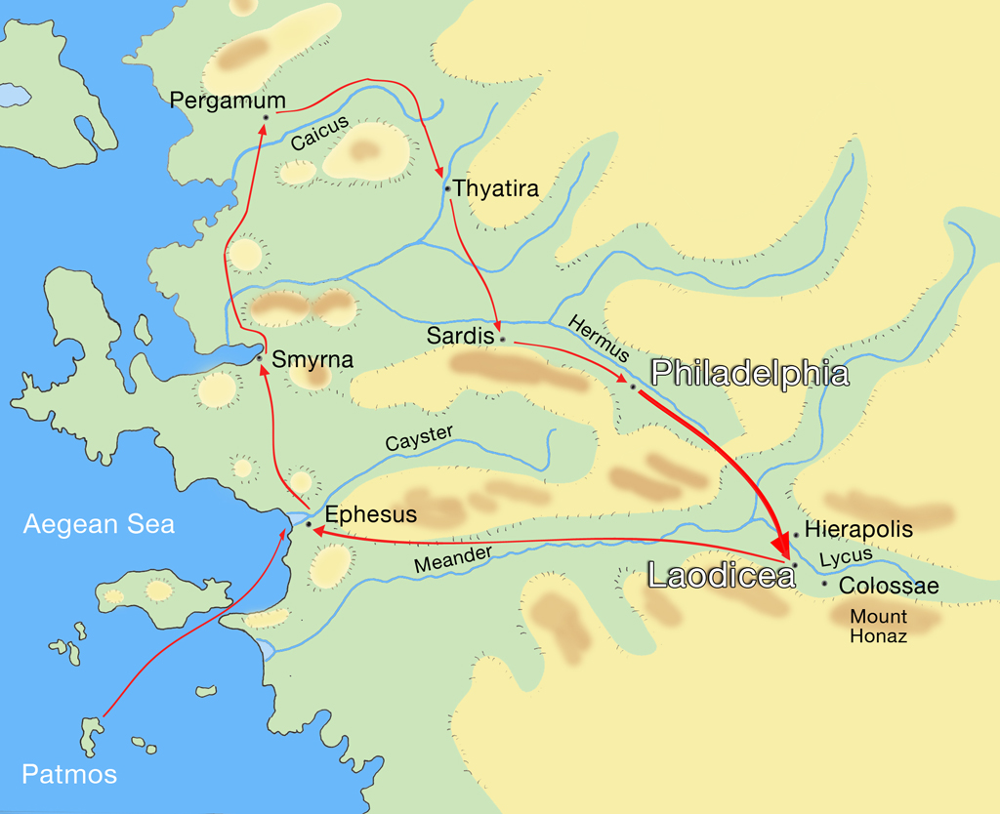 Pergamum
Caicus
Thyatira
Sardis
Hermus
Smyrna
Philadelphia
Cayster
Aegean Sea
Ephesus
Hierapolis
Meander
Lycus
Laodicea
Colossae
Mount
Honaz
Patmos